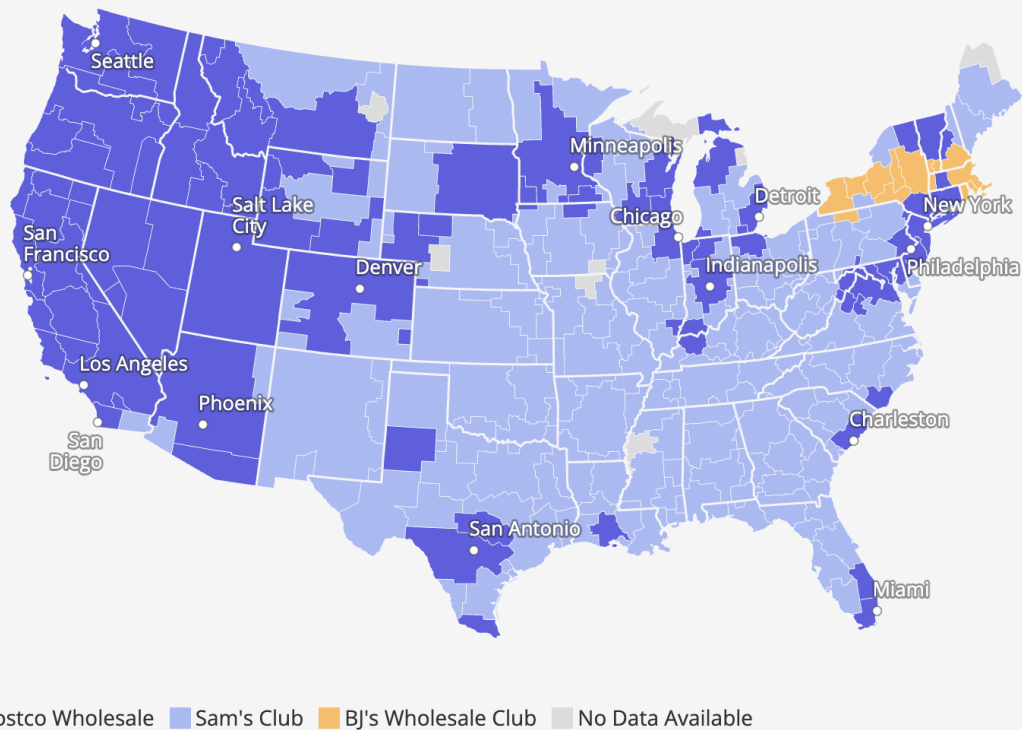 Seattle
Minneapolis
Salt Lake
City
San
Francisco
Denver
Chicago
Detroit
New York
Indianapolis
Philadelphia
Los Angeles
Phoenix
San
Diego
Charleston
San Antonio
Miami
ostco Wholesale
Sam's Club
BJ's Wholesale Club
No Data Available